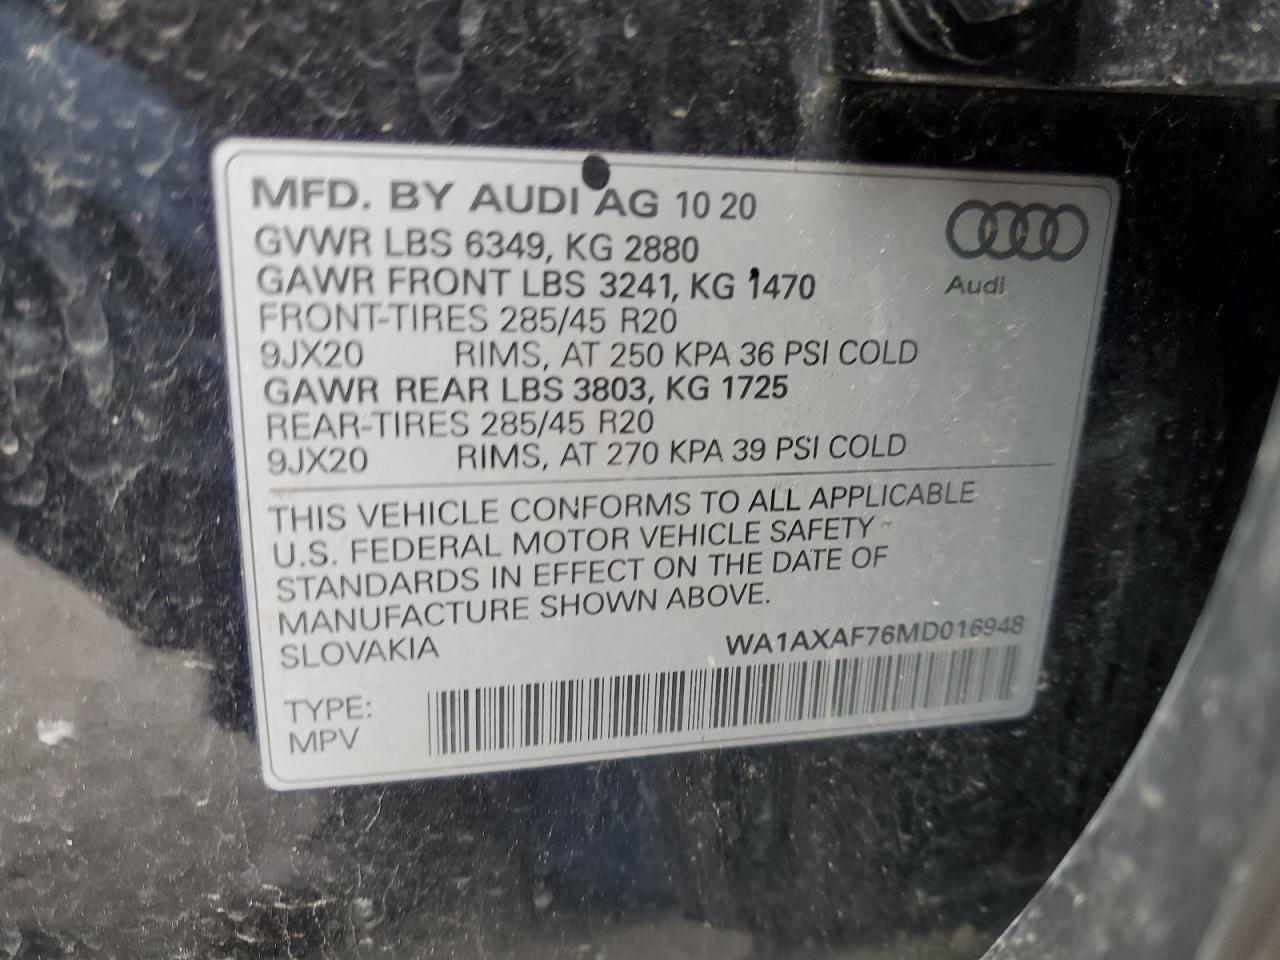 MFD. BY AUDI AG 10 20
GVWR LBS 6349, KG 2880
GAWR FRONT LBS 3241, KG 1470
FRONT-TIRES 285/45 R20
9JX20 RIMS, AT 250 KPA 36 PSI COLD
GAWR REAR LBS 3803, KG 1725
REAR-TIRES 285/45 R20
9JX20 RIMS, AT 270 KPA 39 PSI COLD
Audi
THIS VEHICLE CONFORMS TO ALL APPLICABLE
U.S. FEDERAL MOTOR VEHICLE SAFETY
STANDARDS IN EFFECT ON THE DATE OF
MANUFACTURE SHOWN ABOVE.
SLOVAKIA WA1AXAF76MD016948
TYPE:
MPV